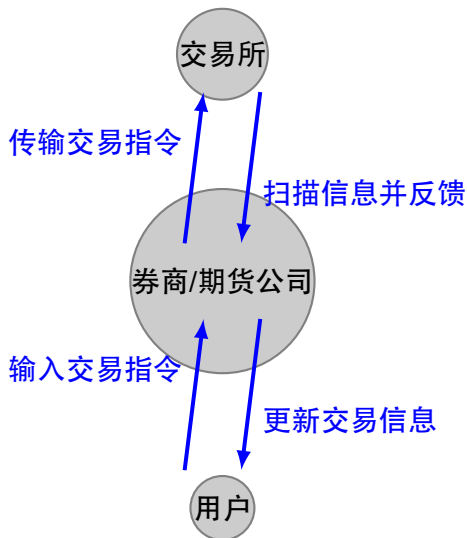 交易所
传输交易指令
扫描信息并反馈
券商/期货公司
输入交易指令
更新交易信息
用户